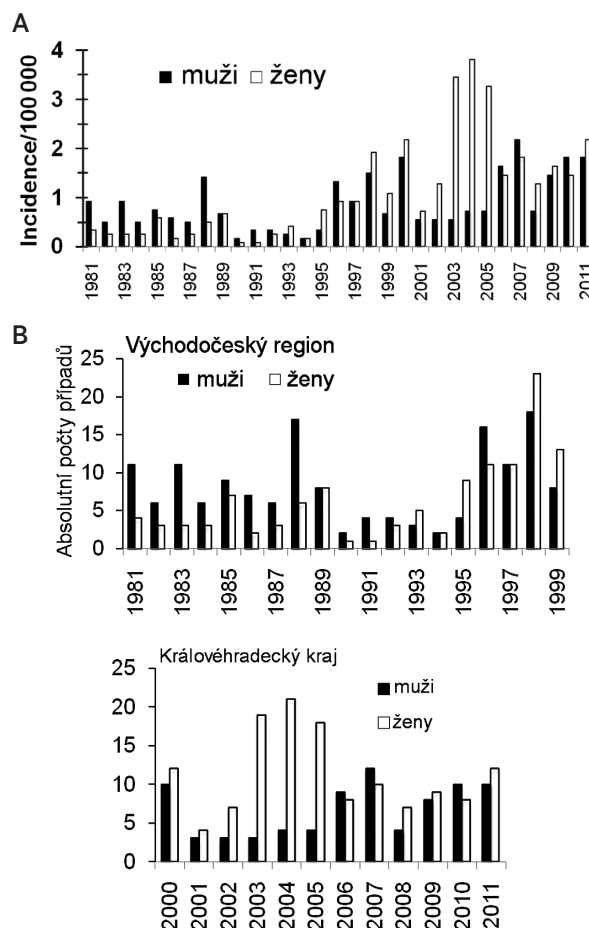 A
4
muži ženy
3
2
1
0
Incidence/100 000
1981 1983 1985 1987 1989 1991 1993 1995 1997 1999 2001 2003 2005 2007 2009 2011
B
Východočeský region
25
muži ženy
20
15
10
5
0
Absolutní počty případů
1981 1983 1985 1987 1989 1991 1993 1995 1997 1999
Královéhradecký kraj
25
muži
20
ženy
15
10
5
0
2000 2001 2002 2003 2004 2005 2006 2007 2008 2009 2010 2011